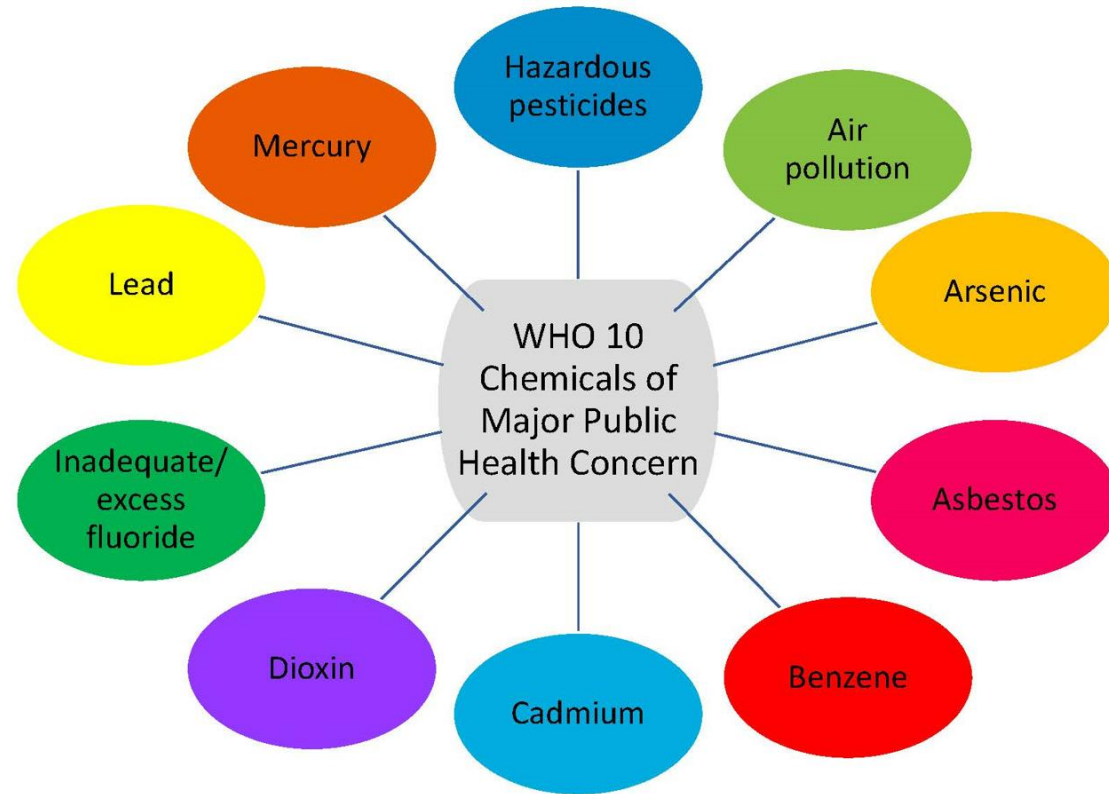 Hazardous
pesticides
Air
pollution
Arsenic
Asbestos
Benzene
Cadmium
Dioxin
Inadequate/
excess
fluoride
Lead
Mercury
WHO 10
Chemicals of
Major Public
Health Concern